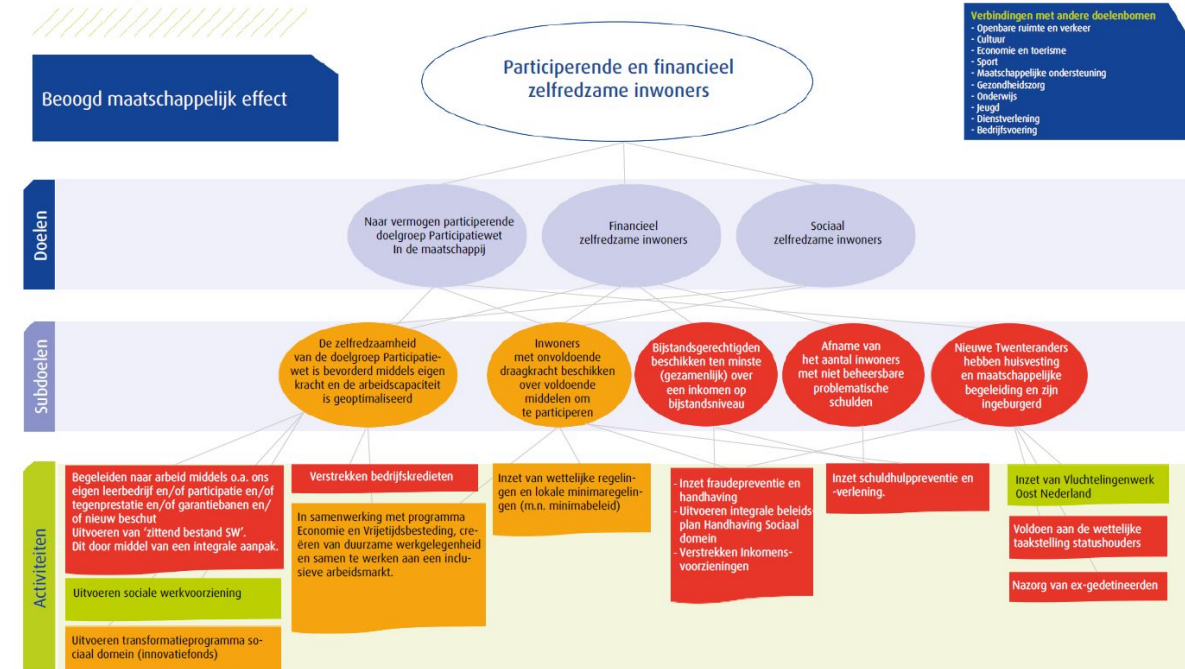 Beoogd maatschappelijk effect
Participerende en financieel
zelfredzame inwoners
Verbindingen met andere doelenbomen
- Openbare ruimte en verkeer
- Cultuur
- Economie en toerisme
- Sport
- Maatschappelijke ondersteuning
- Gezondheidszorg
- Onderwijs
- Jeugd
- Dienstverlening
- Bedrijfsvoering
Doelen
Naar vermogen participerende
doelgroep Participatiewet
In de maatschappij
Financieel
zelfredzame inwoners
Sociaal
zelfredzame inwoners
Subdoelen
De zelfredzaamheid
van de doelgroep Participatie-
wet is bevorderd middels eigen
kracht en de arbeidscapaciteit
is geoptimaliseerd
Inwoners
met onvoldoende
draagkracht beschikken
over voldoende
middelen om
te participeren
Bijstandsgerechtigden
beschikken ten minste
(gezamenlijk) over
een inkomen op
bijstandsniveau
Afname van
het aantal inwoners
met niet beheersbare
problematische
schulden
Nieuwe Twenteranders
hebben huisvesting
en maatschappelijke
begeleiding en zijn
ingeburgerd
Activiteiten
Begeleiden naar arbeid middels o.a. ons
eigen leerbedrijf en/of participatie en/of
tegenprestatie en/of garantiebanen en/
of nieuw beschut
Uitvoeren van ‘zittend bestand SW’.
Dit door middel van een integrale aanpak.
Uitvoeren sociale werkvoorziening
Uitvoeren transformatieprogramma so-
ciaal domein (innovatiefonds)
Verstrekken bedrijfskredieten
In samenwerking met programma
Economie en Vrijetijdsbesteding, cre-
ëren van duurzame werkgelegenheid
en samen te werken aan een inclu-
sieve arbeidsmarkt.
Inzet van wettelijke regelin-
gen en lokale minimaregelin-
gen (m.n. minimabeleid)
- Inzet fraudepreventie en
handhaving
- Uitvoeren integrale beleids-
plan Handhaving Sociaal
domein
- Verstrekken Inkomens-
voorzieningen
Inzet schuldhulppreventie en
-verlening.
Inzet van Vluchtelingenwerk
Oost Nederland
Voldoen aan de wettelijke
taakstelling statushouders
Nazorg van ex-gedetineerden